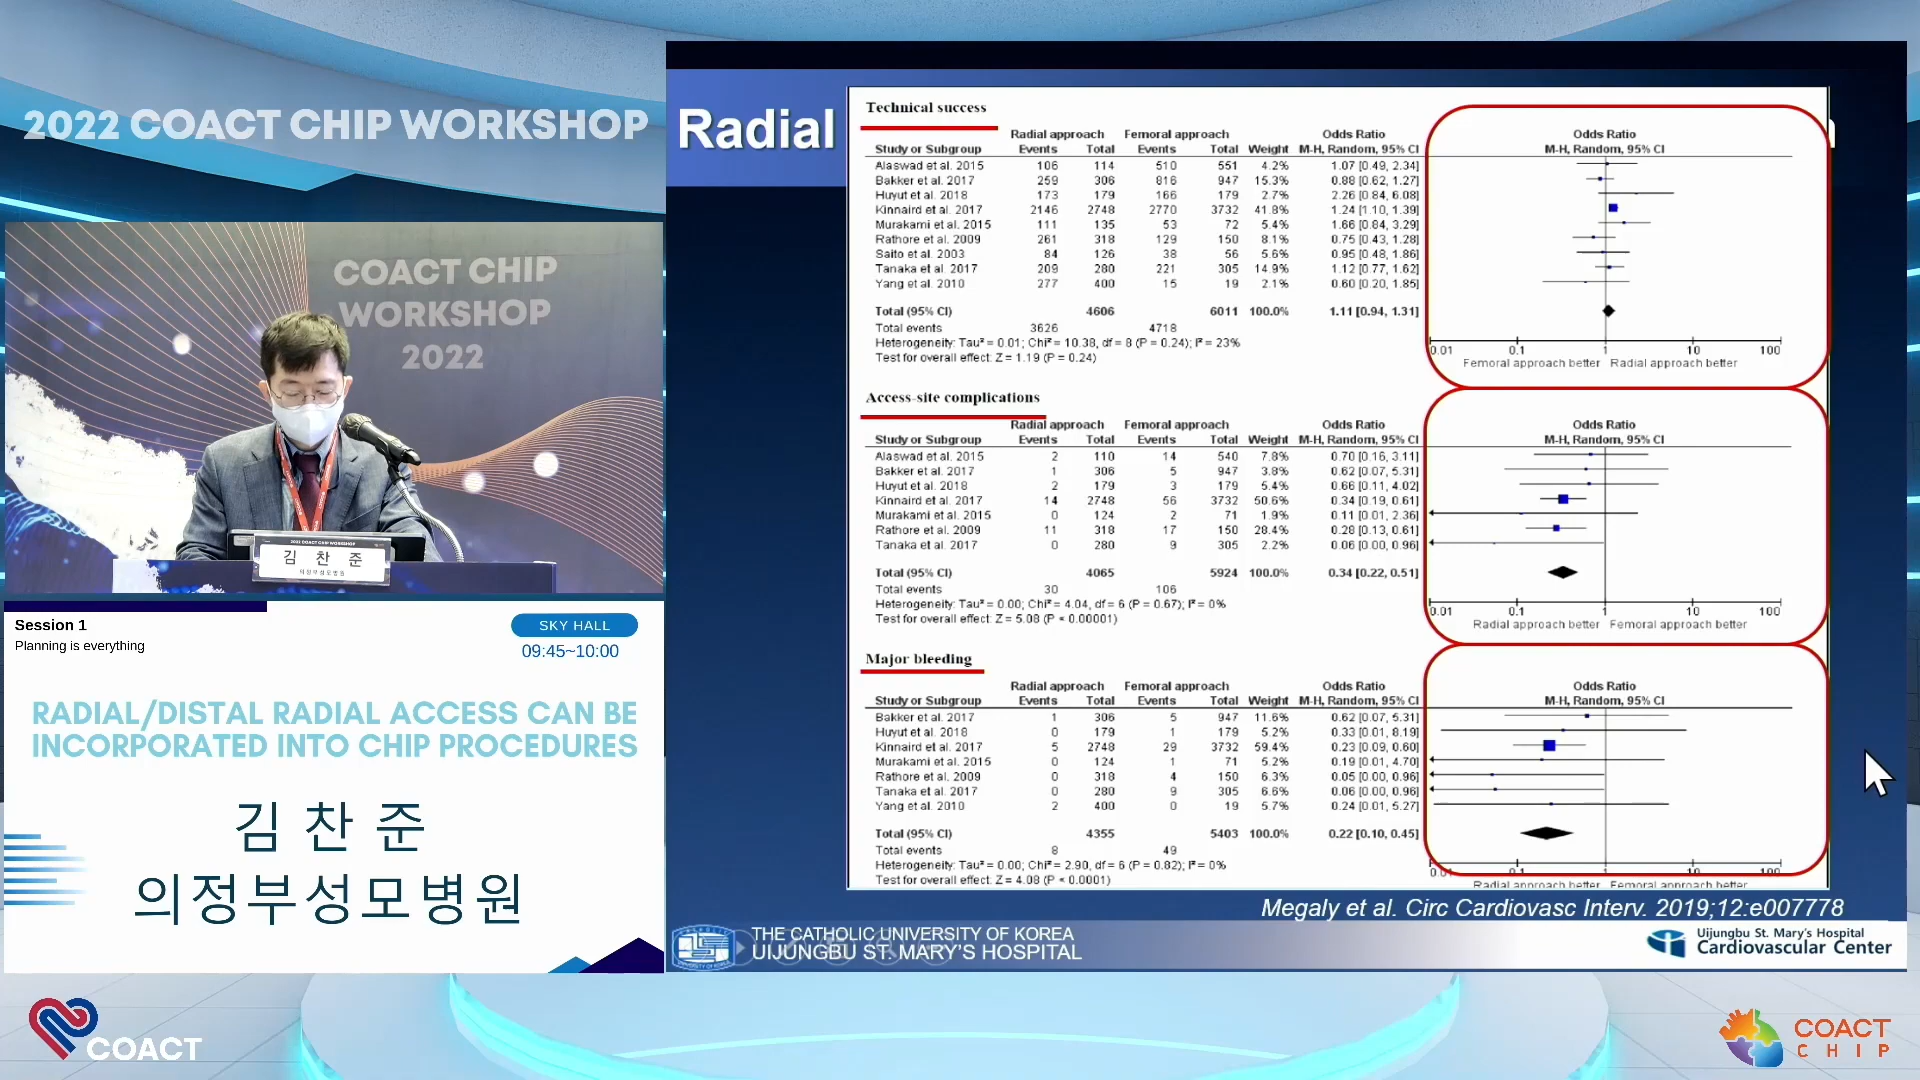 2022 COACT CHIP WORKSHOP
COACT CHIP
WORKSHOP
2022
2022 COACT CHIP WORKSHOP
김 찬 준
의정부성모병원
Session 1
Planning is everything
SKY HALL
09:45~10:00
RADIAL/DISTAL RADIAL ACCESS CAN BE
INCORPORATED INTO CHIP PROCEDURES
김 찬 준
의정부성모병원
COACT
Radial
Technical success
Radial approach Femoral approach Odds Ratio Odds Ratio
Study or Subgroup Events Total Events Total Weight M-H, Random, 95% CI M-H, Random, 95% CI
Alaswad et al. 2015 106 114 510 551 4.2% 1.07 [0.49, 2.34]
Bakker et al. 2017 259 306 816 947 15.3% 0.88 [0.62, 1.27]
Huyut et al. 2018 173 179 166 179 2.7% 2.26 [0.84, 6.08]
Kinnaird et al. 2017 2146 2748 2770 3732 41.8% 1.24 [1.10, 1.39]
Murakami et al. 2015 111 135 53 72 5.4% 1.66 [0.84, 3.29]
Rathore et al. 2009 261 318 129 150 8.1% 0.75 [0.43, 1.28]
Saito et al. 2003 84 126 38 56 5.6% 0.95 [0.48, 1.86]
Tanaka et al. 2017 209 280 221 305 14.9% 1.12 [0.77, 1.62]
Yang et al. 2010 277 400 15 19 2.1% 0.60 [0.20, 1.85]
Total (95% CI) 4606 6011 100.0% 1.11 [0.94, 1.31]
Total events 3626 4718
Heterogeneity: Tau² = 0.01; Chi² = 10.38, df = 8 (P = 0.24); I² = 23%
Test for overall effect: Z = 1.19 (P = 0.24)
0.01 0.1 1 10 100
Femoral approach better Radial approach better
Access-site complications
Radial approach Femoral approach Odds Ratio Odds Ratio
Study or Subgroup Events Total Events Total Weight M-H, Random, 95% CI M-H, Random, 95% CI
Alaswad et al. 2015 2 110 14 540 7.8% 0.70 [0.16, 3.11]
Bakker et al. 2017 1 306 5 947 3.8% 0.62 [0.07, 5.31]
Huyut et al. 2018 2 179 3 179 5.4% 0.66 [0.11, 4.02]
Kinnaird et al. 2017 14 2748 56 3732 50.6% 0.34 [0.19, 0.61]
Murakami et al. 2015 0 124 2 71 1.9% 0.11 [0.01, 2.36]
Rathore et al. 2009 11 318 17 150 28.4% 0.28 [0.13, 0.61]
Tanaka et al. 2017 0 280 9 305 2.2% 0.06 [0.00, 0.96]
Total (95% CI) 4065 5924 100.0% 0.34 [0.22, 0.51]
Total events 30 106
Heterogeneity: Tau² = 0.00; Chi² = 4.04, df = 6 (P = 0.67); I² = 0%
Test for overall effect: Z = 5.08 (P < 0.00001)
0.01 0.1 1 10 100
Radial approach better Femoral approach better
Major bleeding
Radial approach Femoral approach Odds Ratio Odds Ratio
Study or Subgroup Events Total Events Total Weight M-H, Random, 95% CI M-H, Random, 95% CI
Bakker et al. 2017 1 306 5 947 11.6% 0.62 [0.07, 5.31]
Huyut et al. 2018 0 179 1 179 5.2% 0.33 [0.01, 8.19]
Kinnaird et al. 2017 5 2748 29 3732 59.4% 0.23 [0.09, 0.60]
Murakami et al. 2015 0 124 1 71 5.2% 0.19 [0.01, 4.70]
Rathore et al. 2009 0 318 4 150 6.3% 0.05 [0.00, 0.96]
Tanaka et al. 2017 0 280 9 305 6.6% 0.06 [0.00, 0.96]
Yang et al. 2010 2 400 0 19 5.7% 0.24 [0.01, 5.27]
Total (95% CI) 4355 5403 100.0% 0.22 [0.10, 0.45]
Total events 8 49
Heterogeneity: Tau² = 0.00; Chi² = 2.90, df = 6 (P = 0.82); I² = 0%
Test for overall effect: Z = 4.08 (P < 0.0001)
0.01 0.1 1 10 100
Radial approach better Femoral approach better
Megaly et al. Circ Cardiovasc Interv. 2019;12:e007778
THE CATHOLIC UNIVERSITY OF KOREA
UIJUNGBU ST. MARY'S HOSPITAL
Uijungbu St. Mary's Hospital
Cardiovascular Center
COACT
CHIP